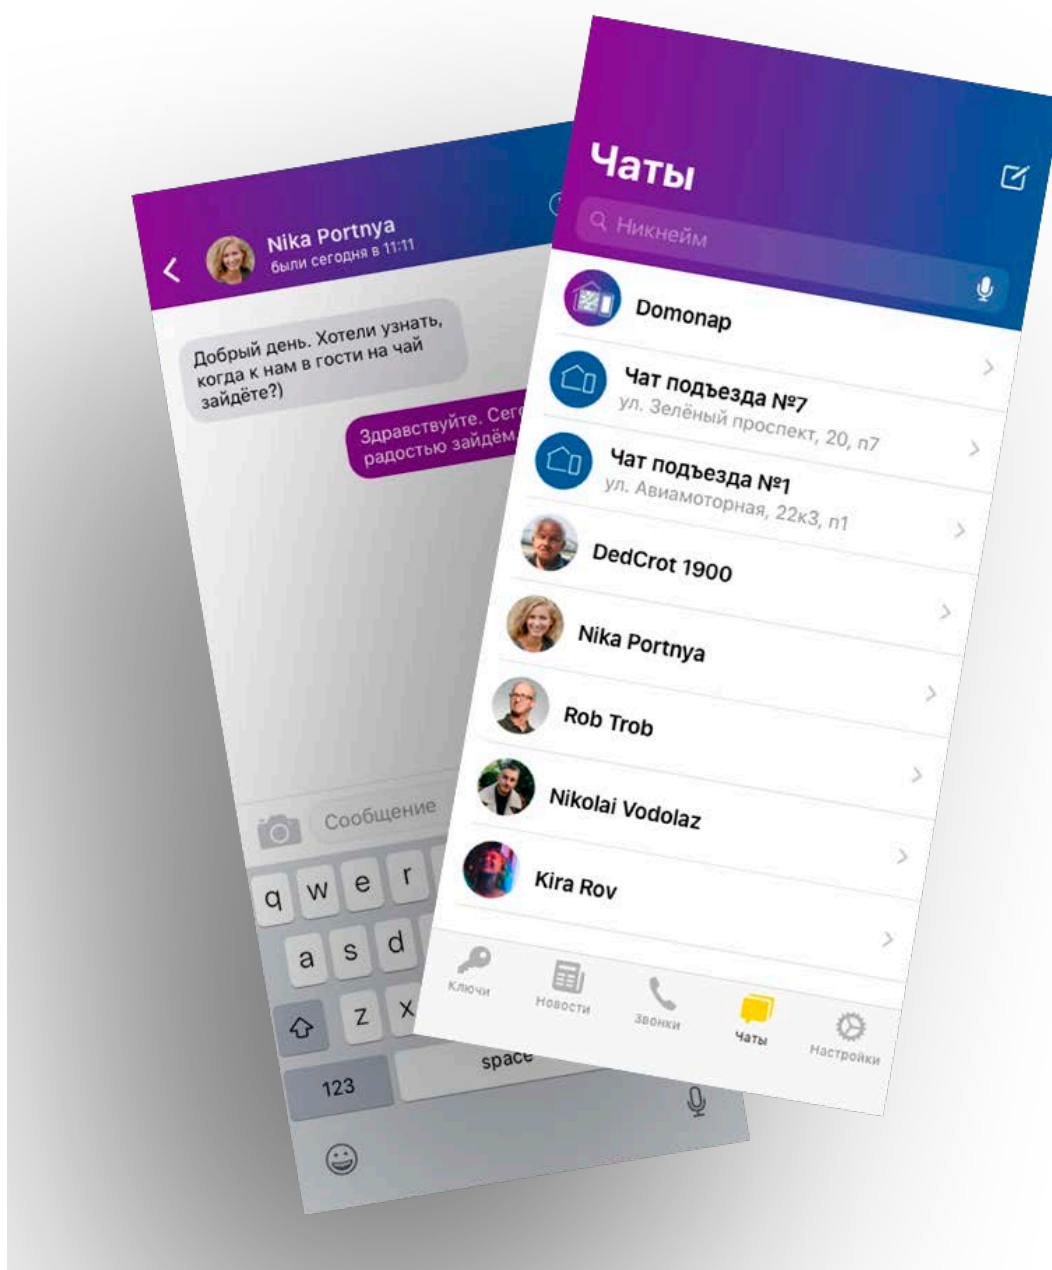 Nika Portnya
были сегодня в 11:11
Добрый день. Хотели узнать,
когда к нам в гости на чай
зайдёте?)
Здравствуйте.
радостью зайдём
Сообщение
q w e r
a s d
z x
123
space
Чаты
Никнейм
Domonap
Чат подъезда №7
ул. Зелёный проспект, 20, п7
Чат подъезда №1
ул. Авиамоторная, 22к3, п1
DedCrot 1900
Nika Portnya
Rob Trob
Nikolai Vodolaz
Kira Rov
Ключи
Новости
Звонки
Чаты
Настройки